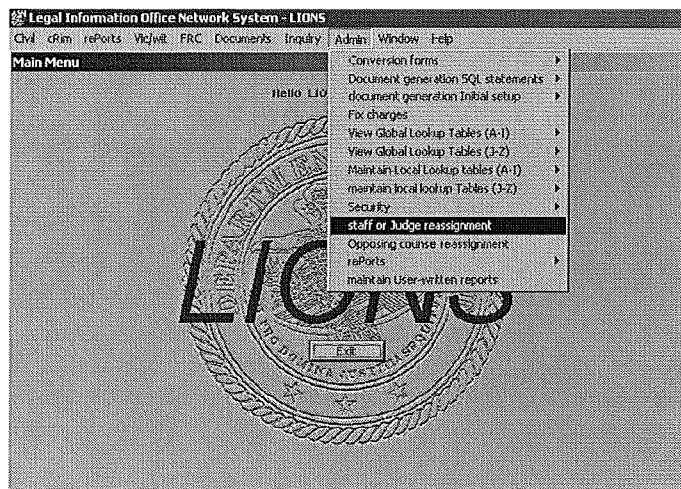 Legal Information Office Network System - LIONS
Civil cRim rePorts Vic/wit FRC Documents Inquiry Admin Window Help
Main Menu
Hello LIO
Conversion forms
Document generation SQL statements
document generation Initial setup
Fix charges
View Global Lookup Tables (A-I)
View Global Lookup Tables (J-Z)
Maintain Local Lookup tables (A-I)
maintain local lookup Tables (J-Z)
Security
staff or Judge reassignment
Opposing counse reassignment
rePorts
maintain User-written reports
LIONS
Exit